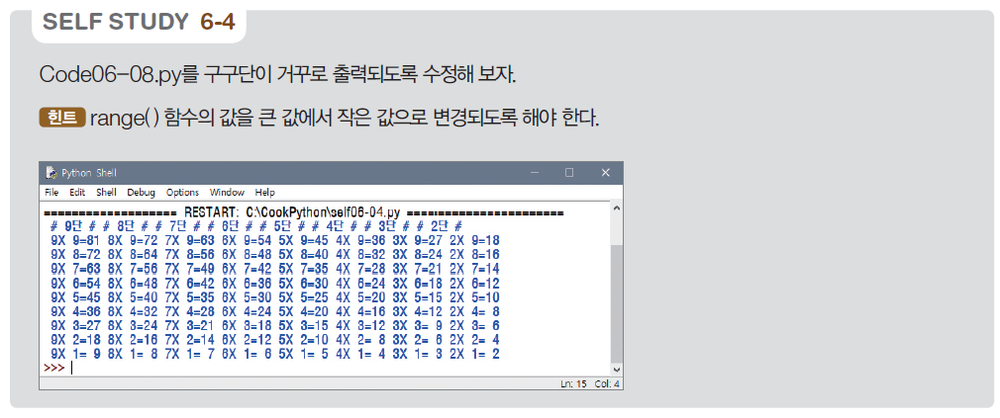 SELF STUDY 6-4
Code06-08.py를 구구단이 거꾸로 출력되도록 수정해 보자.
힌트 range( ) 함수의 값을 큰 값에서 작은 값으로 변경되도록 해야 한다.
Python Shell
File Edit Shell Debug Options Window Help
=================== RESTART: C:\CookPython\self06-04.py =======================
# 9단 # # 8단 # # 7단 # # 6단 # # 5단 # # 4단 # # 3단 # # 2단 #
9X 9=81 8X 9=72 7X 9=63 6X 9=54 5X 9=45 4X 9=36 3X 9=27 2X 9=18
9X 8=72 8X 8=64 7X 8=56 6X 8=48 5X 8=40 4X 8=32 3X 8=24 2X 8=16
9X 7=63 8X 7=56 7X 7=49 6X 7=42 5X 7=35 4X 7=28 3X 7=21 2X 7=14
9X 6=54 8X 6=48 7X 6=42 6X 6=36 5X 6=30 4X 6=24 3X 6=18 2X 6=12
9X 5=45 8X 5=40 7X 5=35 6X 5=30 5X 5=25 4X 5=20 3X 5=15 2X 5=10
9X 4=36 8X 4=32 7X 4=28 6X 4=24 5X 4=20 4X 4=16 3X 4=12 2X 4= 8
9X 3=27 8X 3=24 7X 3=21 6X 3=18 5X 3=15 4X 3=12 3X 3= 9 2X 3= 6
9X 2=18 8X 2=16 7X 2=14 6X 2=12 5X 2=10 4X 2= 8 3X 2= 6 2X 2= 4
9X 1= 9 8X 1= 8 7X 1= 7 6X 1= 6 5X 1= 5 4X 1= 4 3X 1= 3 2X 1= 2
>>>
Ln: 15 Col: 4